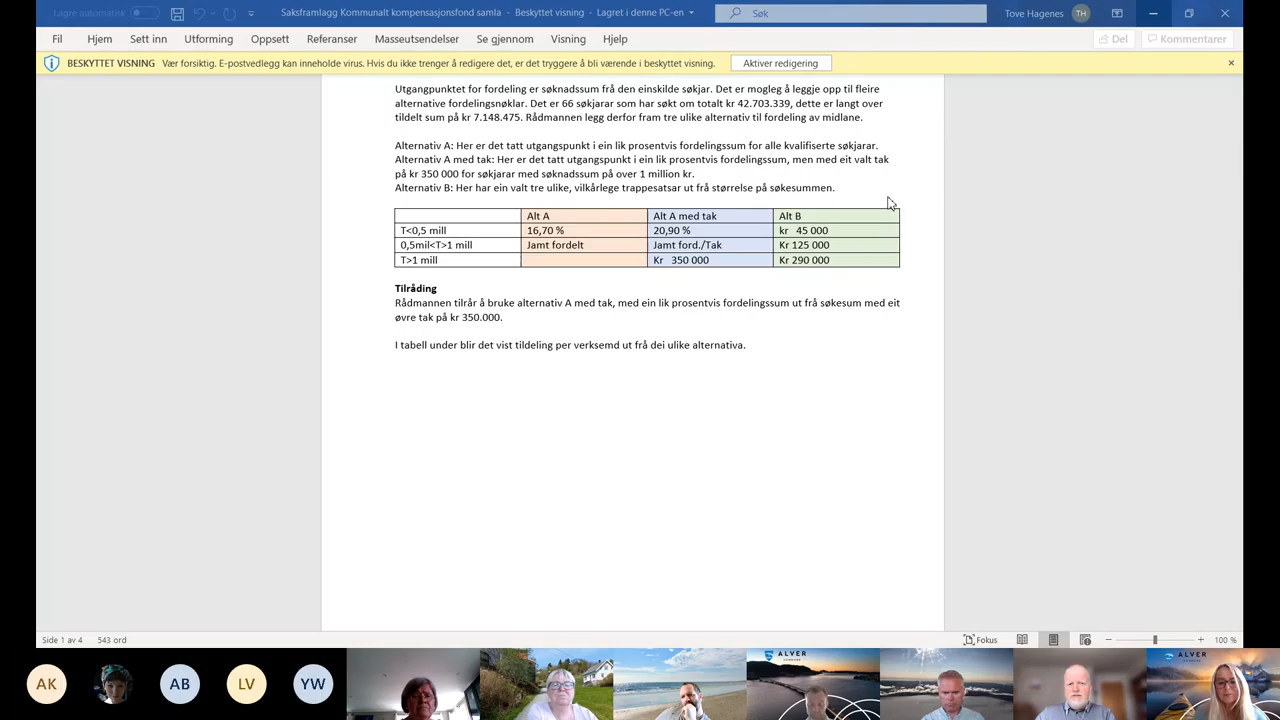 Lagre automatisk
Saksframlagg Kommunalt kompensasjonsfond samla - Beskyttet visning - Lagret i denne PC-en
Søk
Tove Hagenes
TH
Fil Hjem Sett inn Utforming Oppsett Referanser Masseutsendelser Se gjennom Visning Hjelp
Del
Kommentarer
BESKYTTET VISNING Vær forsiktig. E-postvedlegg kan inneholde virus. Hvis du ikke trenger å redigere det, er det tryggere å bli værende i beskyttet visning.
Aktiver redigering
Utgangpunktet for fordeling er søknadssum frå den einskilde søkjar. Det er mogleg å leggje opp til fleire
alternative fordelingsnøklar. Det er 66 søkjarar som har søkt om totalt kr 42.703.339, dette er langt over
tildelt sum på kr 7.148.475. Rådmannen legg derfor fram tre ulike alternativ til fordeling av midlane.
Alternativ A: Her er det tatt utgangspunkt i ein lik prosentvis fordelingssum for alle kvalifiserte søkjarar.
Alternativ A med tak: Her er det tatt utgangspunkt i ein lik prosentvis fordelingssum, men med eit valt tak
på kr 350 000 for søkjarar med søknadssum på over 1 million kr.
Alternativ B: Her har ein valt tre ulike, vilkårlege trappesatsar ut frå størrelse på søkesummen.
Alt A Alt A med tak Alt B
T<0,5 mill 16,70 % 20,90 % kr 45 000
0,5mil<T>1 mill Jamt fordelt Jamt ford./Tak Kr 125 000
T>1 mill Kr 350 000 Kr 290 000
Tilråding
Rådmannen tilrår å bruke alternativ A med tak, med ein lik prosentvis fordelingssum ut frå søkesum med eit
øvre tak på kr 350.000.
I tabell under blir det vist tildeling per verksemd ut frå dei ulike alternativa.
Side 1 av 4 543 ord
Fokus
100 %
AK AB LV YW
ALVER
ALVER